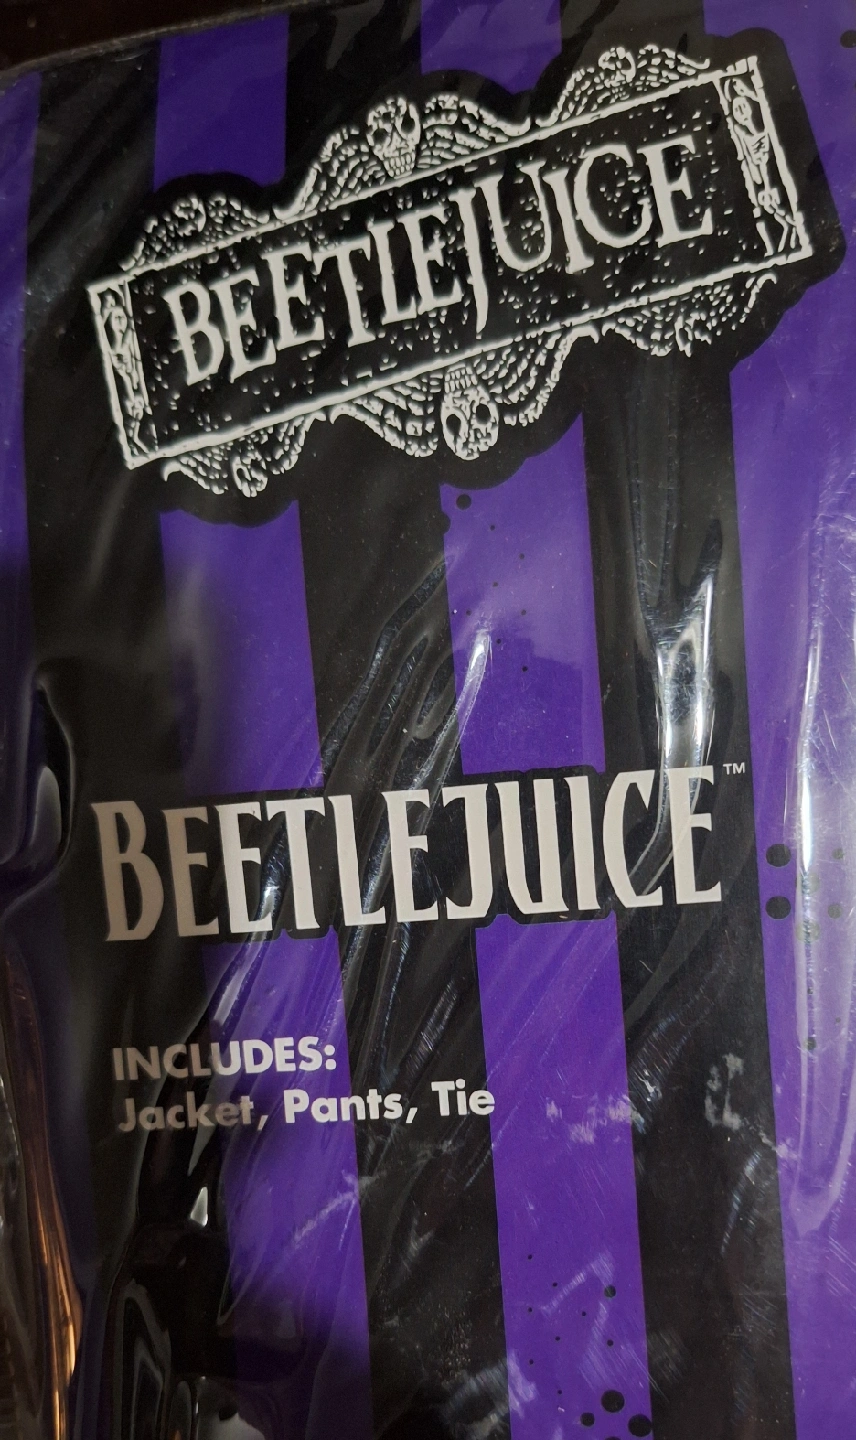 BEETLEJUICE
BEETLEJUICE™
INCLUDES:
Jacket, Pants, Tie